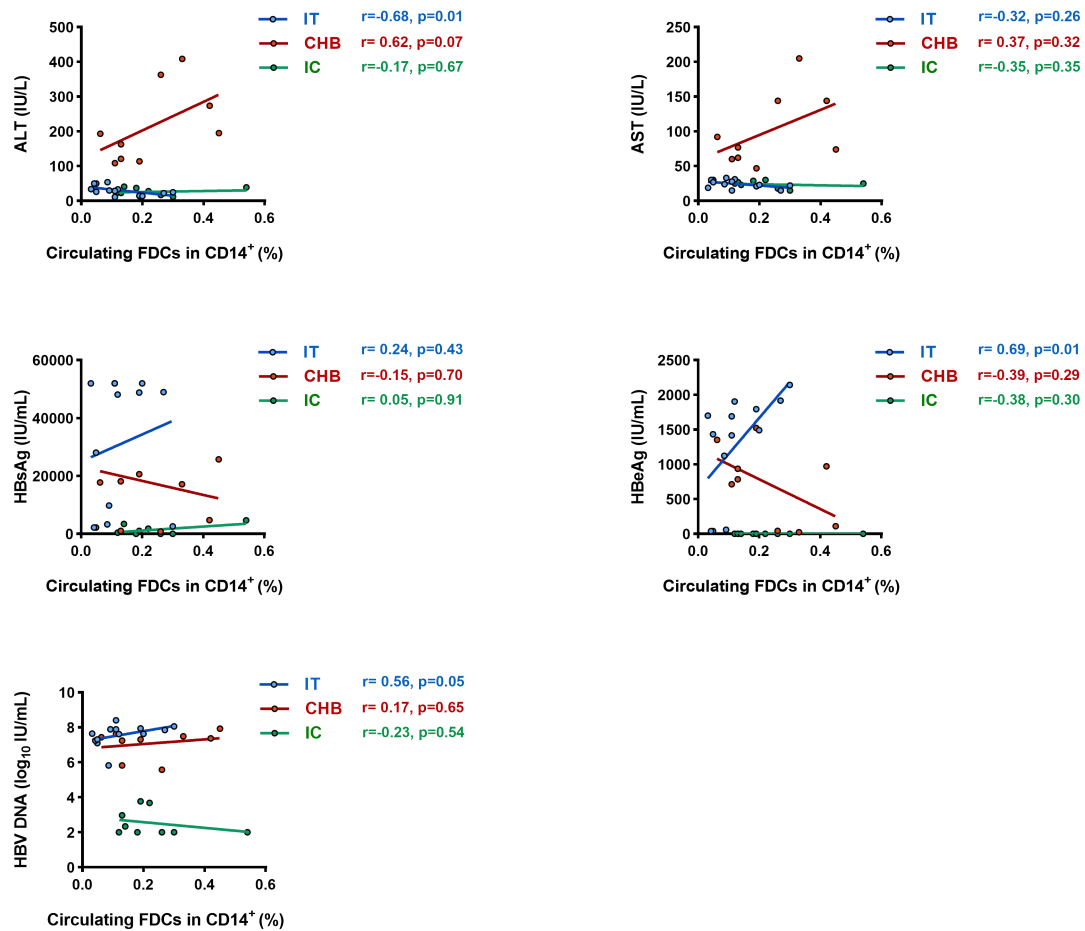 IT r=-0.68, p=0.01
CHB r= 0.62, p=0.07
IC r=-0.17, p=0.67
ALT (IU/L)
500
400
300
200
100
0
0.0 0.2 0.4 0.6
Circulating FDCs in CD14+ (%)
IT r=-0.32, p=0.26
CHB r= 0.37, p=0.32
IC r=-0.35, p=0.35
AST (IU/L)
250
200
150
100
50
0
0.0 0.2 0.4 0.6
Circulating FDCs in CD14+ (%)
IT r= 0.24, p=0.43
CHB r=-0.15, p=0.70
IC r= 0.05, p=0.91
HBsAg (IU/mL)
60000
40000
20000
0
0.0 0.2 0.4 0.6
Circulating FDCs in CD14+ (%)
IT r= 0.69, p=0.01
CHB r=-0.39, p=0.29
IC r=-0.38, p=0.30
HBeAg (IU/mL)
2500
2000
1500
1000
500
0
0.0 0.2 0.4 0.6
Circulating FDCs in CD14+ (%)
IT r= 0.56, p=0.05
CHB r= 0.17, p=0.65
IC r=-0.23, p=0.54
HBV DNA (log10 IU/mL)
10
8
6
4
2
0
0.0 0.2 0.4 0.6
Circulating FDCs in CD14+ (%)